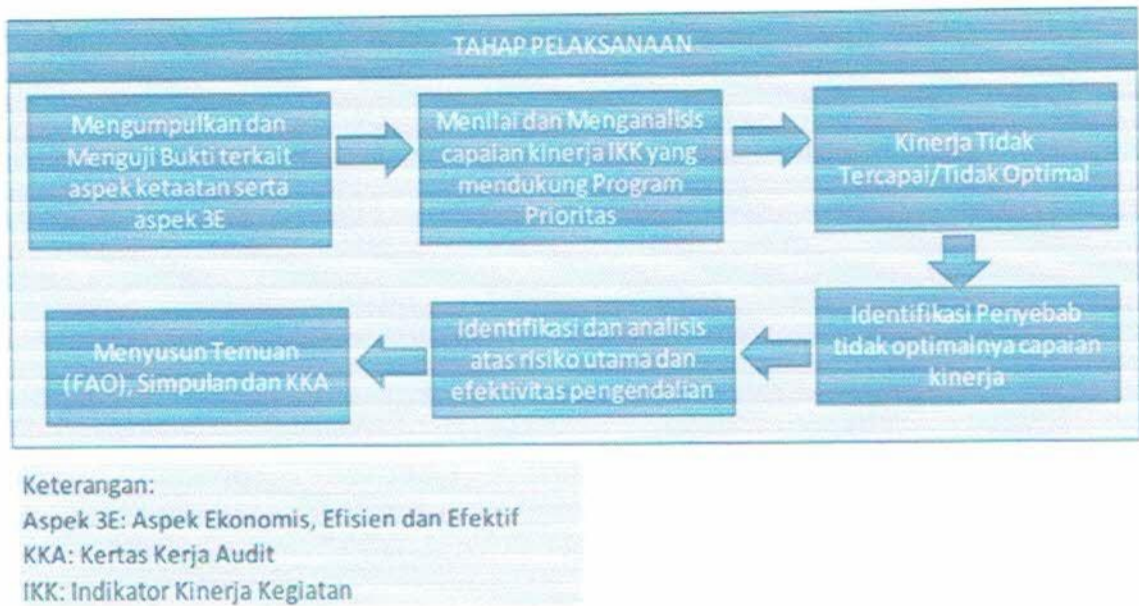 TAHAP PELAKSANAAN
Mengumpulkan dan
Menguji Bukti terkait
aspek ketaatan serta
aspek 3E
Menilai dan Menganalisis
capaian kinerja IKK yang
mendukung Program
Prioritas
Kinerja Tidak
Tercapai/Tidak Optimal
Identifikasi Penyebab
tidak optimalnya capaian
kinerja
Identifikasi dan analisis
atas risiko utama dan
efektivitas pengendalian
Menyusun Temuan
(FAO), Simpulan dan KKA
Keterangan:
Aspek 3E: Aspek Ekonomis, Efisien dan Efektif
KKA: Kertas Kerja Audit
IKK: Indikator Kinerja Kegiatan